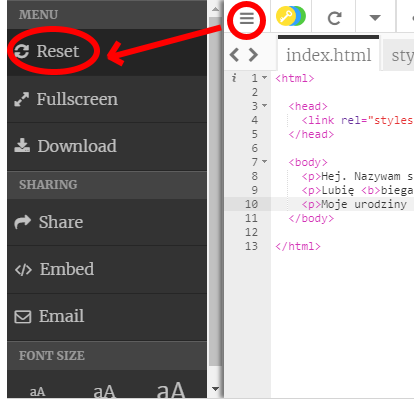 MENU
Reset
Fullscreen
Download
SHARING
Share
Embed
Email
FONT SIZE
aA aA aA
index.html
i 1 <html>
2
3 <head>
4 <link rel="styles
5 </head>
6
7 <body>
8 <p>Hej. Nazywam s
9 <p>Lubię <b>biega
10 <p>Moje urodziny
11 </body>
12
13 </html>